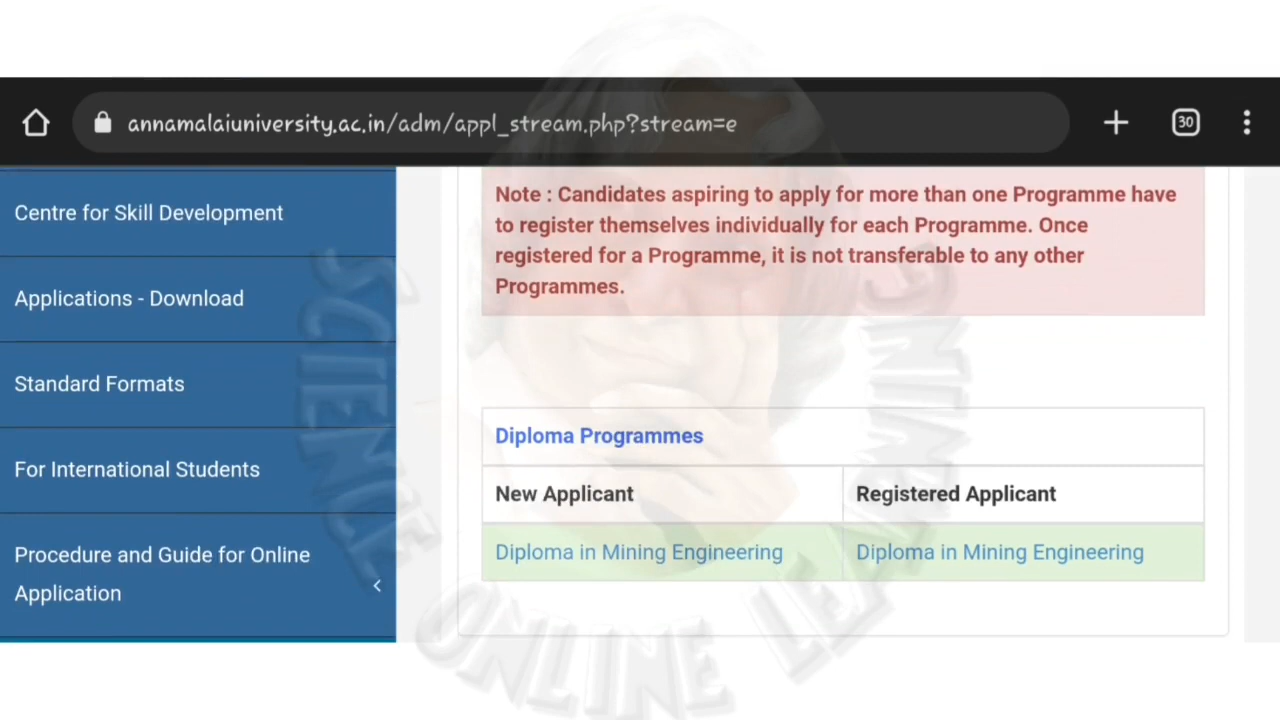 annamalaiuniversity.ac.in/adm/appl_stream.php?stream=e
30
Centre for Skill Development
Applications - Download
Standard Formats
For International Students
Procedure and Guide for Online
Application
Note : Candidates aspiring to apply for more than one Programme have
to register themselves individually for each Programme. Once
registered for a Programme, it is not transferable to any other
Programmes.
Diploma Programmes
New Applicant
Registered Applicant
Diploma in Mining Engineering
Diploma in Mining Engineering
SCIENCE ONLINE LEARNING